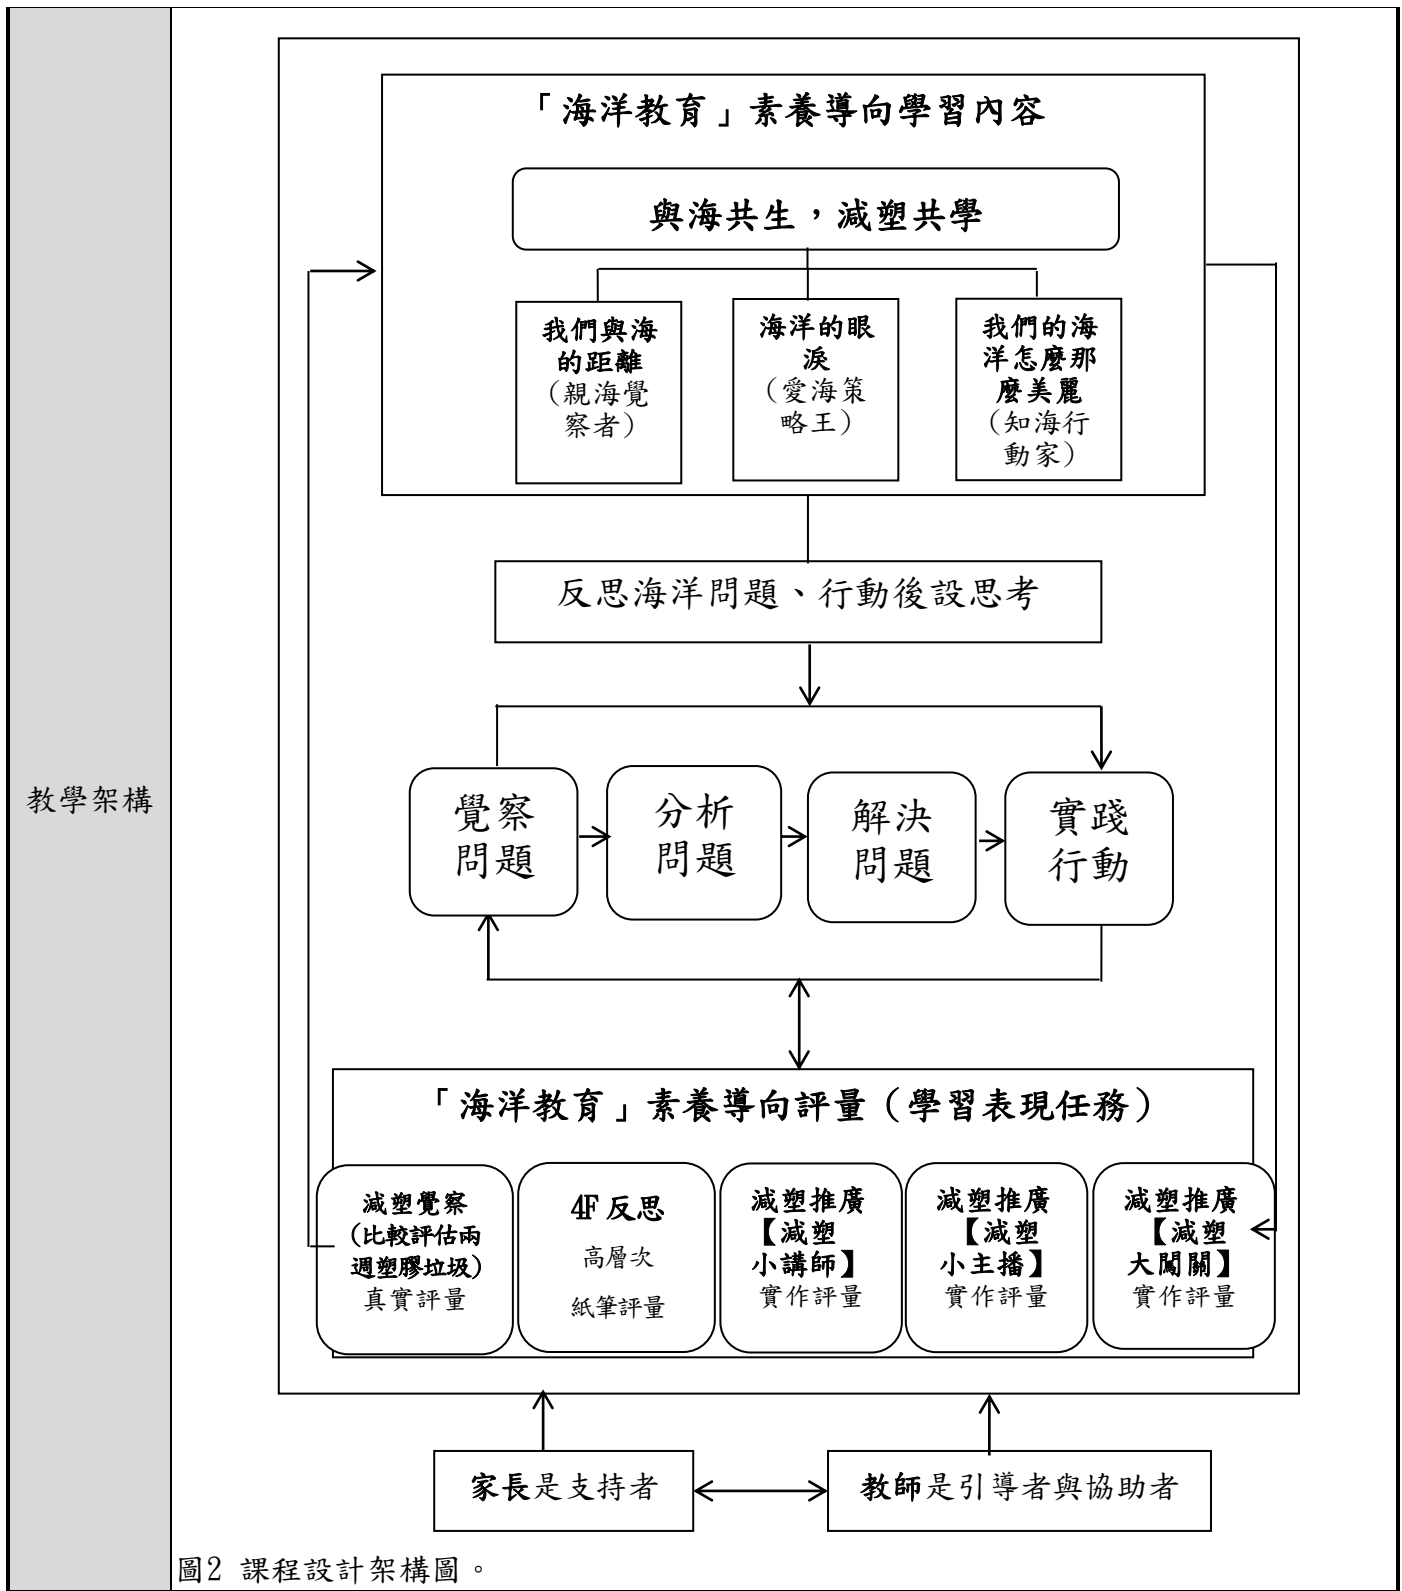 教學架構
「海洋教育」素養導向學習內容
與海共生，減塑共學
我們與海
的距離
（親海覺
察者）
海洋的眼
淚
（愛海策
略王）
我們的海
洋怎麼那
麼美麗
（知海行
動家）
反思海洋問題、行動後設思考
覺察
問題
分析
問題
解決
問題
實踐
行動
「海洋教育」素養導向評量（學習表現任務）
減塑覺察
(比較評估兩
週塑膠垃圾)
真實評量
4F 反思
高層次
紙筆評量
減塑推廣
【減塑
小講師】
實作評量
減塑推廣
【減塑
小主播】
實作評量
減塑推廣
【減塑
大闖關】
實作評量
家長是支持者
教師是引導者與協助者
圖2 課程設計架構圖。